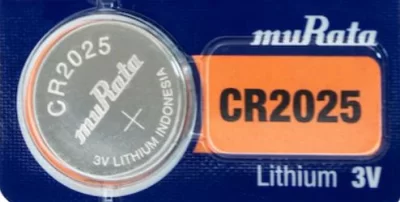 CR2025
muRata
3V LITHIUM INDONESIA
muRata
CR2025
Lithium 3V